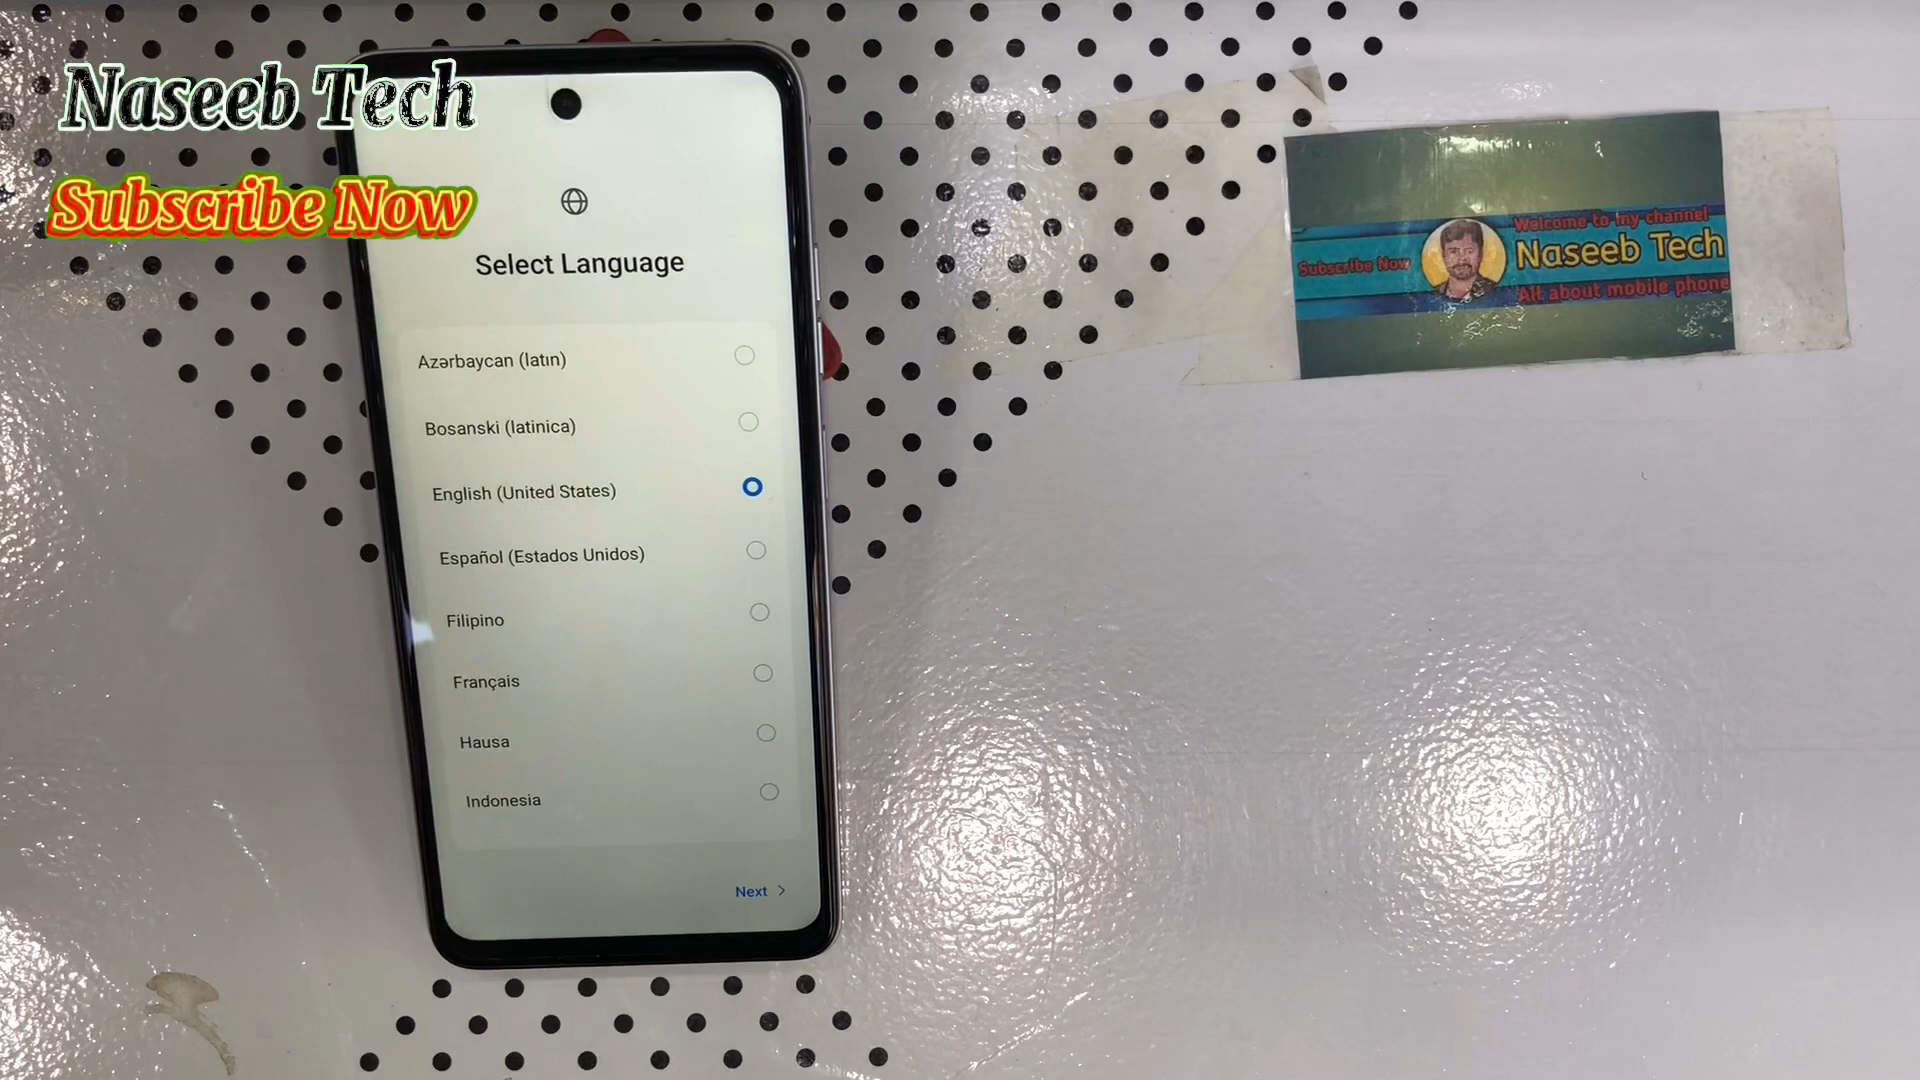 Naseeb Tech
Subscribe Now
Select Language
Azərbaycan (latın)
Bosanski (latinica)
English (United States)
Español (Estados Unidos)
Filipino
Français
Hausa
Indonesia
Next
Welcome to my channel
Subscribe Now
Naseeb Tech
All about mobile phone